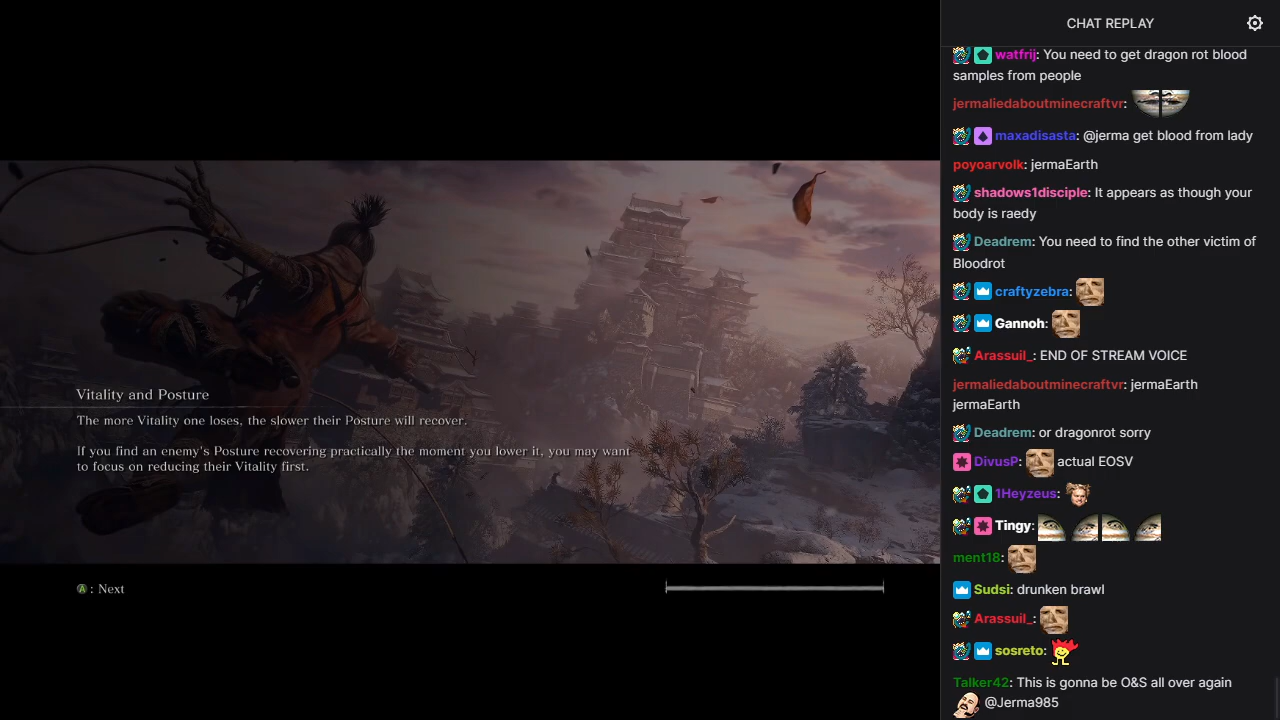 CHAT REPLAY
watfrij: You need to get dragon rot blood
samples from people
jermaliedaboutminecraftvr:
maxadisasta: @jerma get blood from lady
poyoarvolk: jermaEarth
shadows1disciple: It appears as though your
body is raedy
Deadrem: You need to find the other victim of
Bloodrot
craftyzebra:
Gannoh:
Arassuil_: END OF STREAM VOICE
jermaliedaboutminecraftvr: jermaEarth
jermaEarth
Deadrem: or dragonrot sorry
DivusP: actual EOSV
1Heyzeus:
Tingy:
ment18:
Sudsi: drunken brawl
Arassuil_:
sosreto:
Talker42: This is gonna be O&S all over again
@Jerma985
Vitality and Posture
The more Vitality one loses, the slower their Posture will recover.
If you find an enemy's Posture recovering practically the moment you lower it, you may want
to focus on reducing their Vitality first.
A : Next